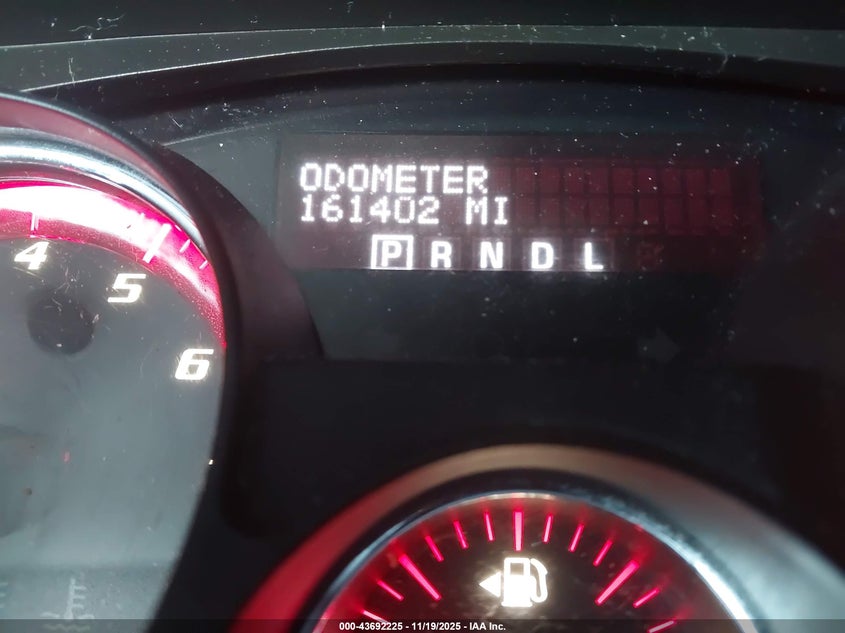 ODOMETER
161402 MI
P R N D L
4
5
6
000-43692225 - 11/19/2025 - IAA Inc.